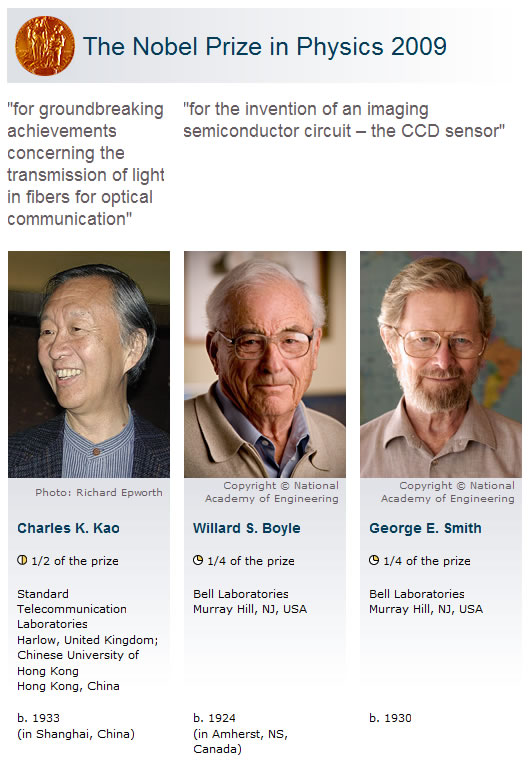 The Nobel Prize in Physics 2009
"for groundbreaking
achievements
concerning the
transmission of light
in fibers for optical
communication"
"for the invention of an imaging
semiconductor circuit – the CCD sensor"
Photo: Richard Epworth
Charles K. Kao
1/2 of the prize
Standard
Telecommunication
Laboratories
Harlow, United Kingdom;
Chinese University of
Hong Kong
Hong Kong, China
b. 1933
(in Shanghai, China)
Copyright © National
Academy of Engineering
Willard S. Boyle
1/4 of the prize
Bell Laboratories
Murray Hill, NJ, USA
b. 1924
(in Amherst, NS,
Canada)
Copyright © National
Academy of Engineering
George E. Smith
1/4 of the prize
Bell Laboratories
Murray Hill, NJ, USA
b. 1930